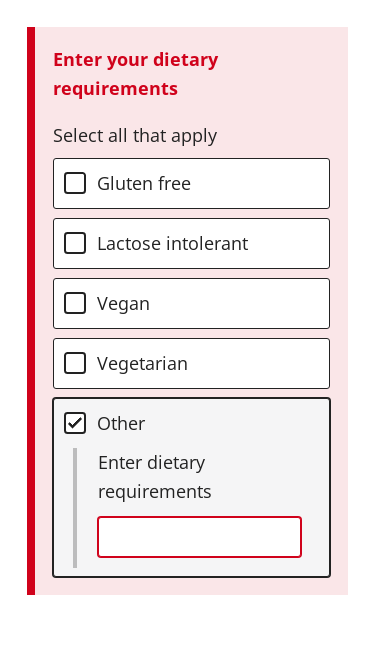 Enter your dietary
requirements
Select all that apply
Gluten free
Lactose intolerant
Vegan
Vegetarian
Other
Enter dietary
requirements